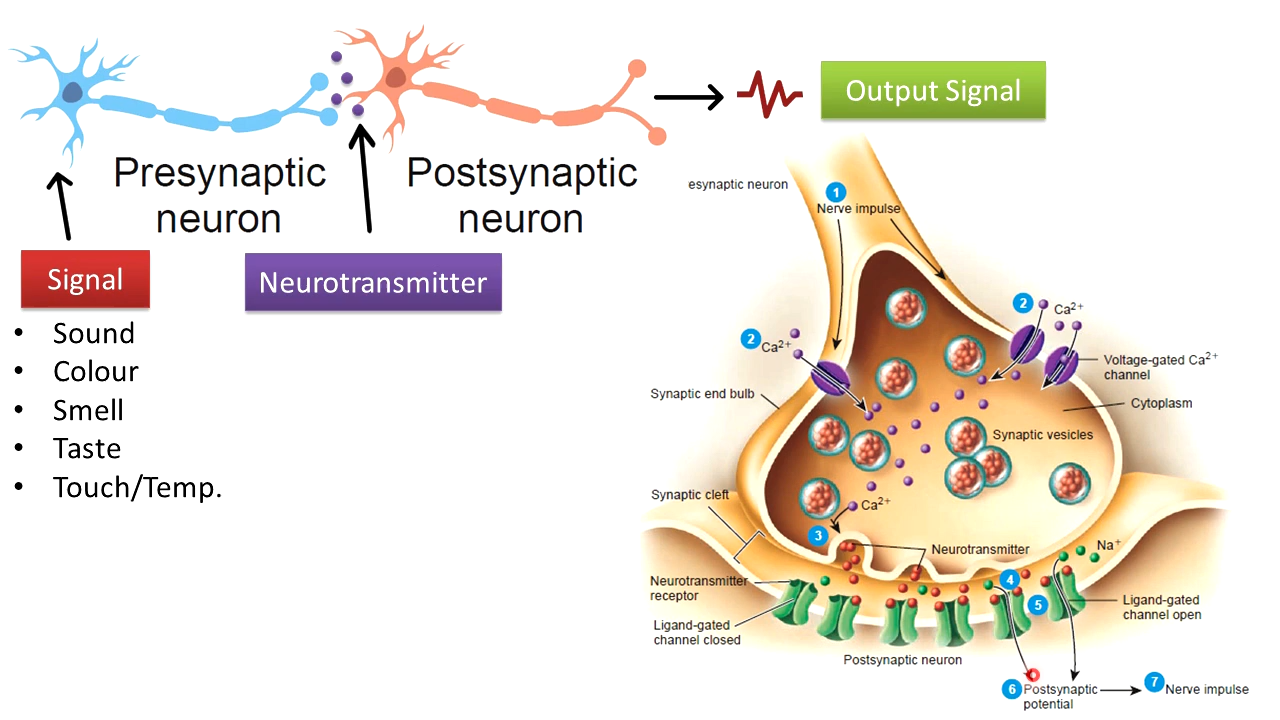 Output Signal
Presynaptic
neuron
Postsynaptic
neuron
Signal
Neurotransmitter
• Sound
• Colour
• Smell
• Taste
• Touch/Temp.
esynaptic neuron
1
Nerve impulse
2
Ca2+
2
Ca2+
Voltage-gated Ca2+
channel
Synaptic end bulb
Cytoplasm
Synaptic vesicles
Synaptic cleft
Ca2+
3
Neurotransmitter
Na+
Neurotransmitter
receptor
4
5
Ligand-gated
channel open
Ligand-gated
channel closed
Postsynaptic neuron
6
Postsynaptic
potential
7
Nerve impulse